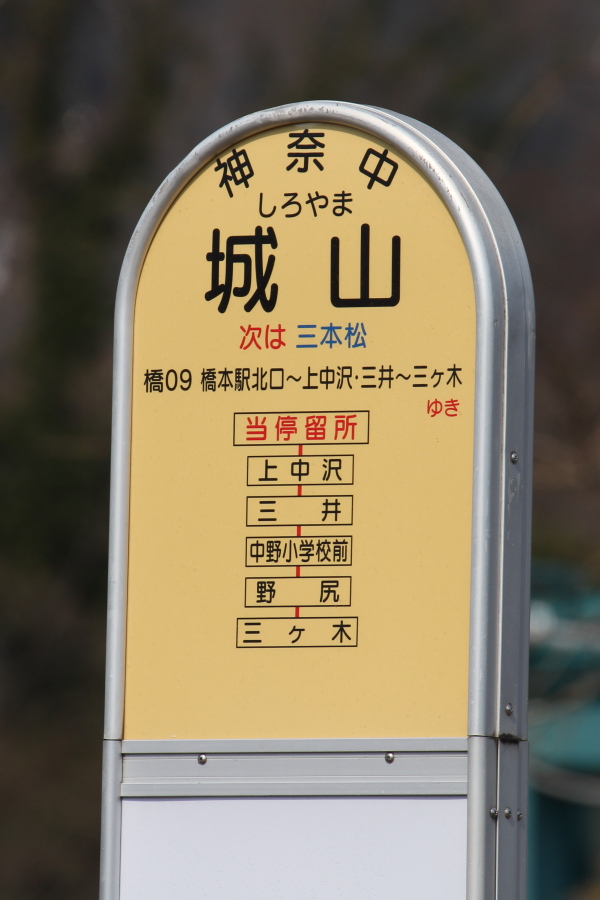 神奈中
しろやま
城山
次は 三本松
橋09 橋本駅北口～上中沢・三井～三ヶ木
ゆき
当停留所
上中沢
三井
中野小学校前
野尻
三ヶ木